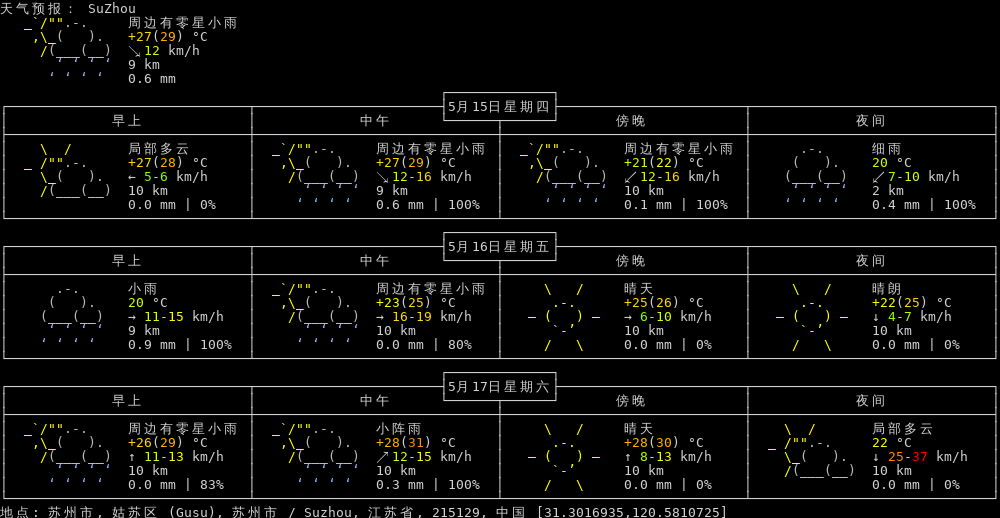 天气预报: SuZhou
周边有零星小雨
+27(29) °C
↘ 12 km/h
9 km
0.6 mm
5月15日星期四
早上 中午 傍晚 夜间
局部多云 周边有零星小雨 周边有零星小雨 细雨
+27(28) °C +27(29) °C +21(22) °C 20 °C
← 5-6 km/h ↘ 12-16 km/h ↙ 12-16 km/h ↙ 7-10 km/h
10 km 9 km 10 km 2 km
0.0 mm | 0% 0.6 mm | 100% 0.1 mm | 100% 0.4 mm | 100%
5月16日星期五
早上 中午 傍晚 夜间
小雨 周边有零星小雨 晴天 晴朗
20 °C +23(25) °C +25(26) °C +22(25) °C
→ 11-15 km/h → 16-19 km/h → 6-10 km/h ↓ 4-7 km/h
9 km 10 km 10 km 10 km
0.9 mm | 100% 0.0 mm | 80% 0.0 mm | 0% 0.0 mm | 0%
5月17日星期六
早上 中午 傍晚 夜间
周边有零星小雨 小阵雨 晴天 局部多云
+26(29) °C +28(31) °C +28(30) °C 22 °C
↑ 11-13 km/h ↗ 12-15 km/h ↑ 8-13 km/h ↓ 25-37 km/h
10 km 10 km 10 km 10 km
0.0 mm | 83% 0.3 mm | 100% 0.0 mm | 0% 0.0 mm | 0%
地点: 苏州市, 姑苏区 (Gusu), 苏州市 / Suzhou, 江苏省, 215129, 中国 [31.3016935,120.5810725]